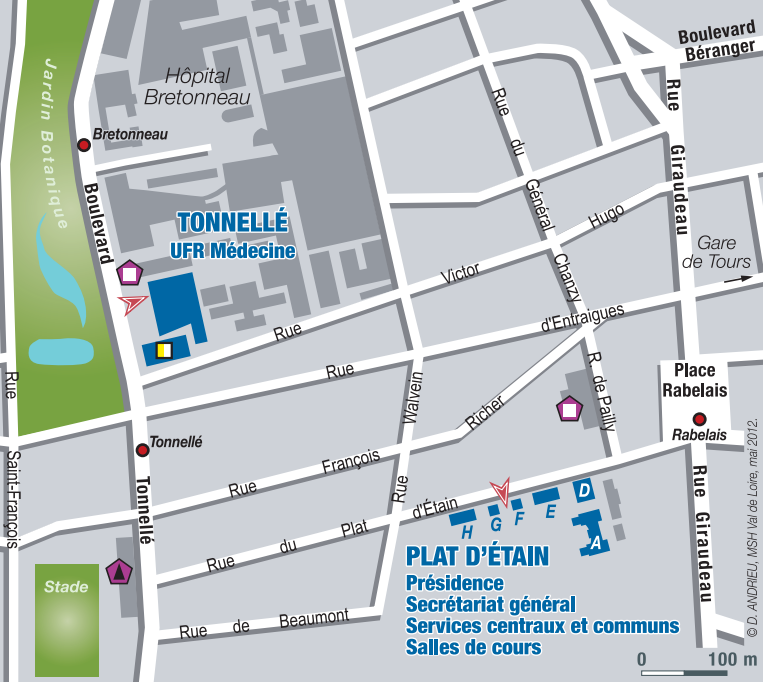 Boulevard
Béranger
Hôpital
Bretonneau
Jardin Botanique
Bretonneau
Boulevard
Rue du Général Chanzy
Rue Giraudeau
TONNELLÉ
UFR Médecine
Rue Victor Hugo
Gare
de Tours
Rue d'Entraigues
Rue Walvein
R. de Pailly
Place
Rabelais
Rabelais
Rue Saint-François
Tonnellé
Tonnellé
Rue François Richer
Rue du Plat d'Étain
H G F E D
A
Rue Giraudeau
PLAT D'ÉTAIN
Présidence
Secrétariat général
Services centraux et communs
Salles de cours
Stade
Rue de Beaumont
0 100 m
© D. ANDRIEU, MSH Val de Loire, mai 2012.